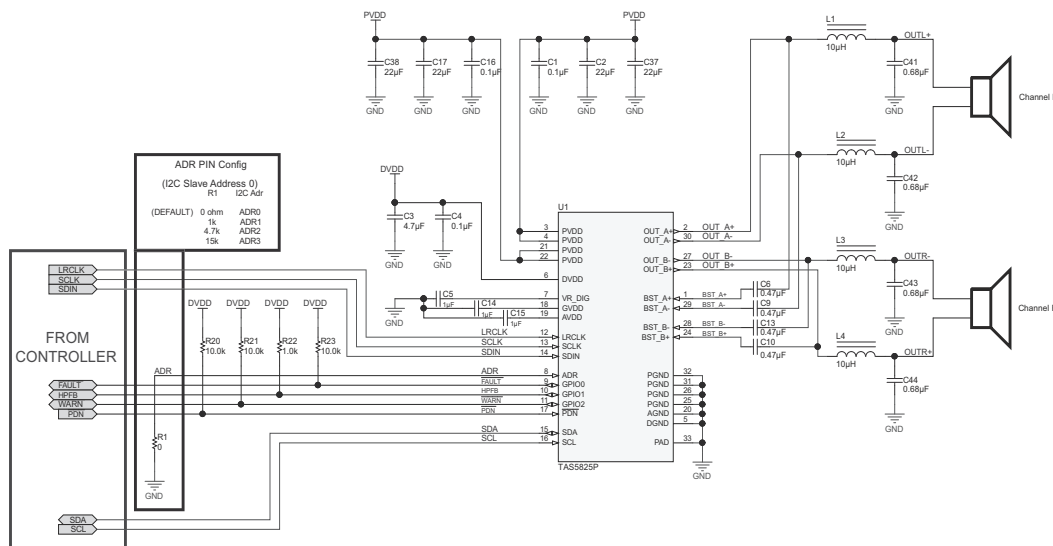 PVDD
PVDD
C38
22µF
C17
22µF
C16
0.1µF
C1
0.1µF
C2
22µF
C37
22µF
GND
GND
GND
GND
GND
GND
L1
10µH
OUTL+
C41
0.68µF
GND
Channel
L2
10µH
OUTL-
C42
0.68µF
GND
ADR PIN Config
(I2C Slave Address 0)
R1 I2C Adr
(DEFAULT) 0 ohm ADR0
1k ADR1
4.7k ADR2
15k ADR3
DVDD
C3
4.7µF
C4
0.1µF
GND
GND
U1
3 PVDD
4 PVDD
21 PVDD
22 PVDD
6 DVDD
7 VR_DIG
18 GVDD
19 AVDD
12 LRCLK
13 SCLK
14 SDIN
8 ADR
9 GPIO0
10 GPIO1
11 GPIO2
17 PDN
15 SDA
16 SCL
OUT_A+ 2 OUT_A+
OUT_A- 30 OUT_A-
OUT_B- 27 OUT_B-
OUT_B+ 23 OUT_B+
BST_A+ 1 BST_A+
BST_A- 29 BST_A-
BST_B- 28 BST_B-
BST_B+ 24 BST_B+
PGND 32
PGND 31
PGND 26
PGND 25
AGND 20
DGND 5
PAD 33
TAS5825P
GND
C6
0.47µF
C9
0.47µF
C13
0.47µF
C10
0.47µF
L3
10µH
OUTR-
C43
0.68µF
GND
Channel
L4
10µH
OUTR+
C44
0.68µF
GND
C5
1µF
C14
1µF
C15
1µF
GND
LRCLK
SCLK
SDIN
ADR
FAULT
HPFB
WARN
PDN
SDA
SCL
DVDD
DVDD
DVDD
DVDD
R20
10.0k
R21
10.0k
R22
1.0k
R23
10.0k
ADR
R1
0
GND
LRCLK
SCLK
SDIN
FROM
CONTROLLER
FAULT
HPFB
WARN
PDN
SDA
SCL